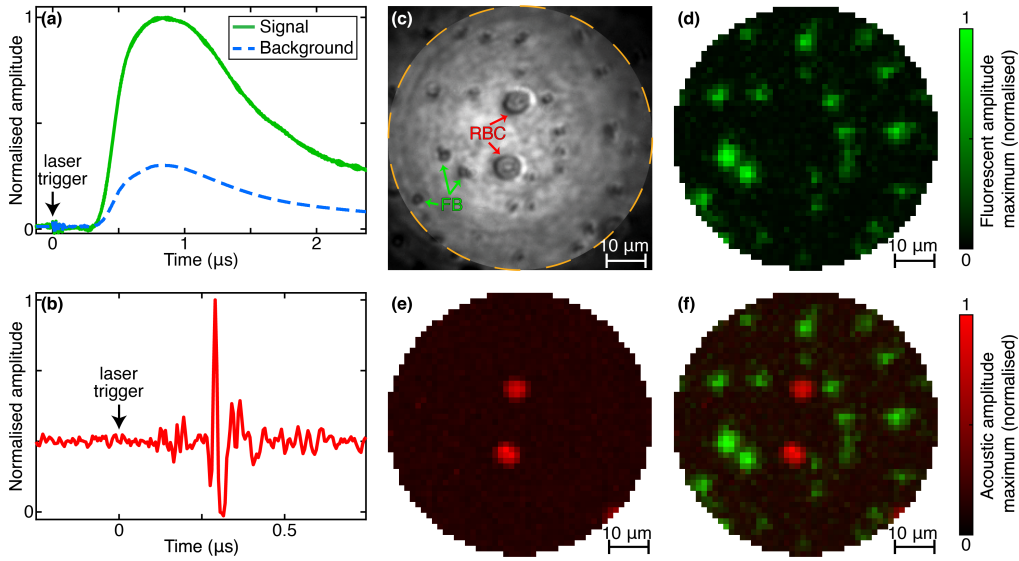 (a)
Signal
Background
laser
trigger
Normalised amplitude
1
0
0
1
2
Time (μs)
(b)
laser
trigger
Normalised amplitude
1
0
0
0.5
Time (μs)
(c)
RBC
FB
10 μm
(d)
10 μm
1
0
Fluorescent amplitude
maximum (normalised)
(e)
10 μm
(f)
10 μm
1
0
Acoustic amplitude
maximum (normalised)